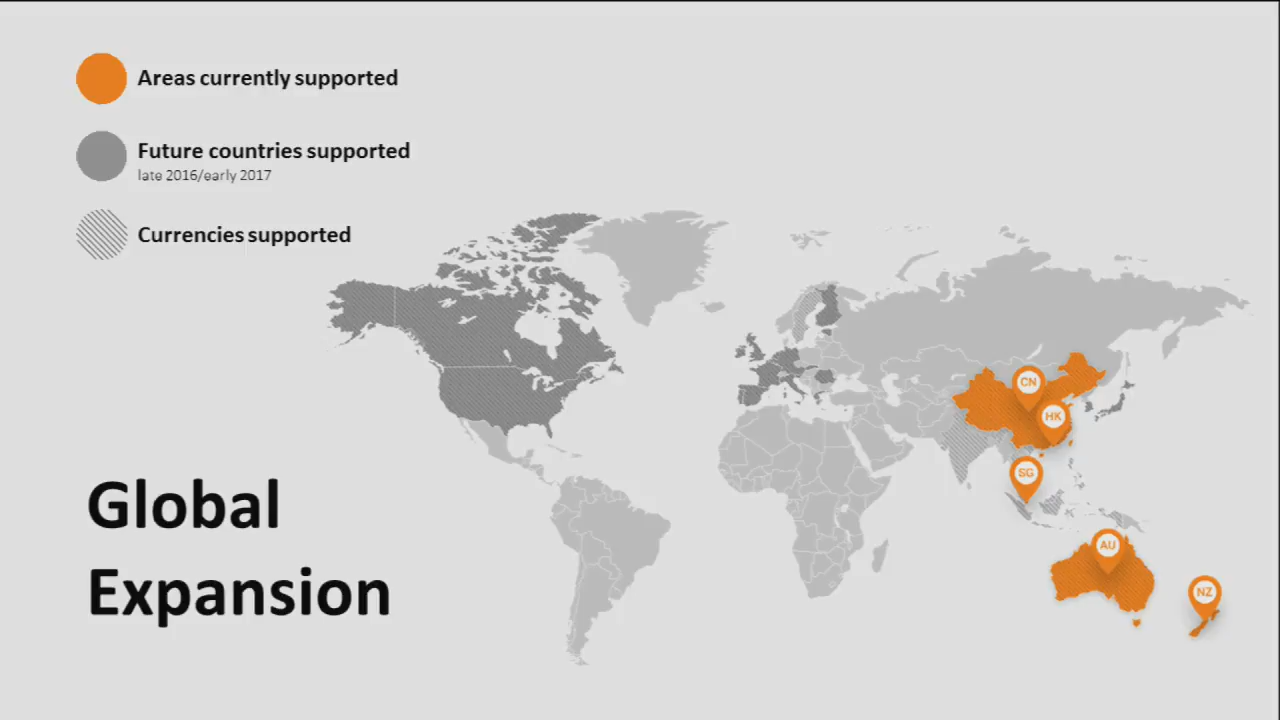 Areas currently supported
Future countries supported
late 2016/early 2017
Currencies supported
CN
HK
SG
Global
Expansion
AU
NZ